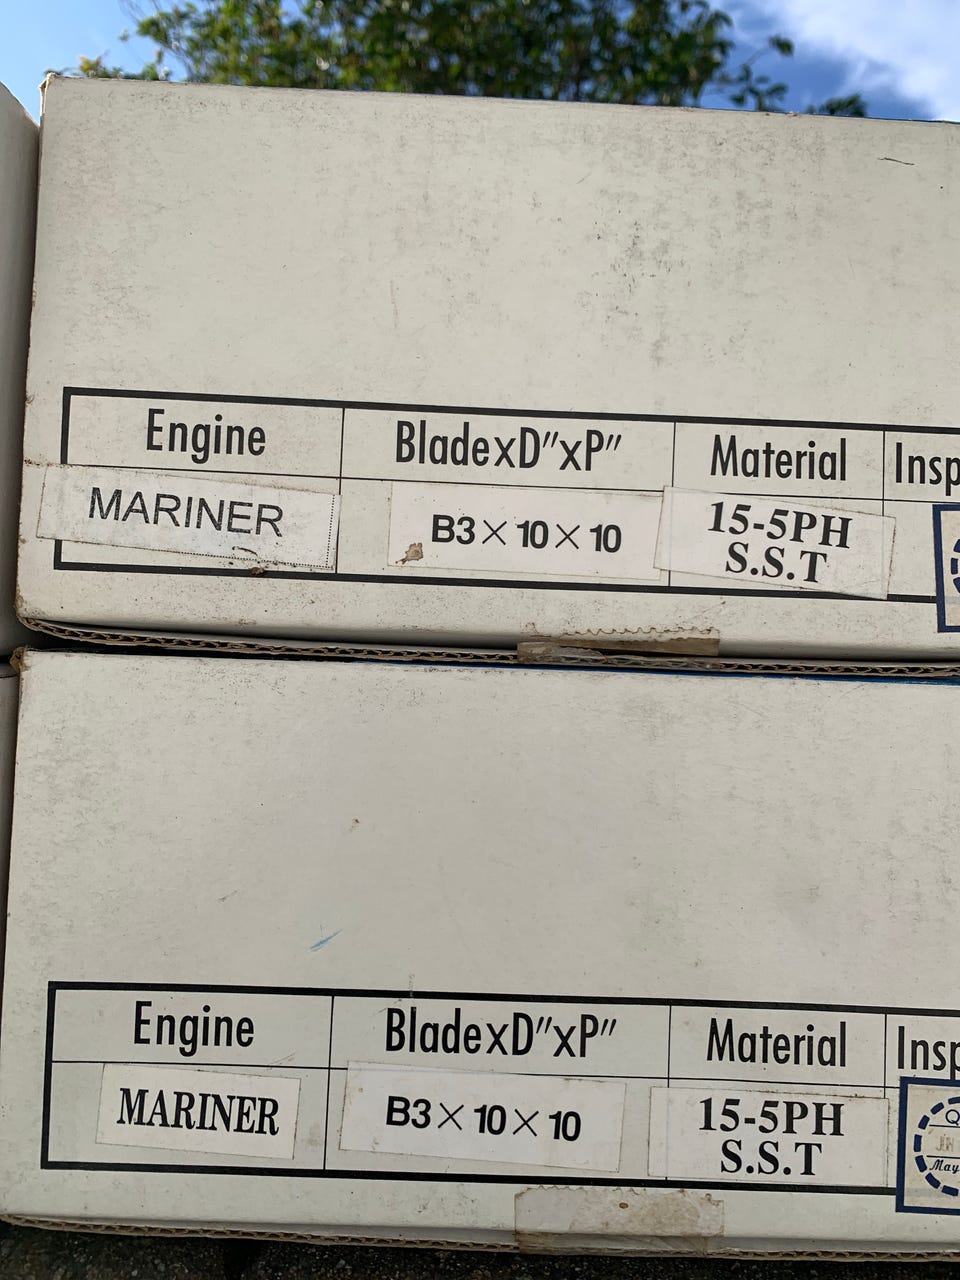 Engine BladexD"xP" Material Insp
MARINER B3×10×10 15-5PH
S.S.T
Engine BladexD"xP" Material Insp
MARINER B3×10×10 15-5PH
S.S.T
Q
May